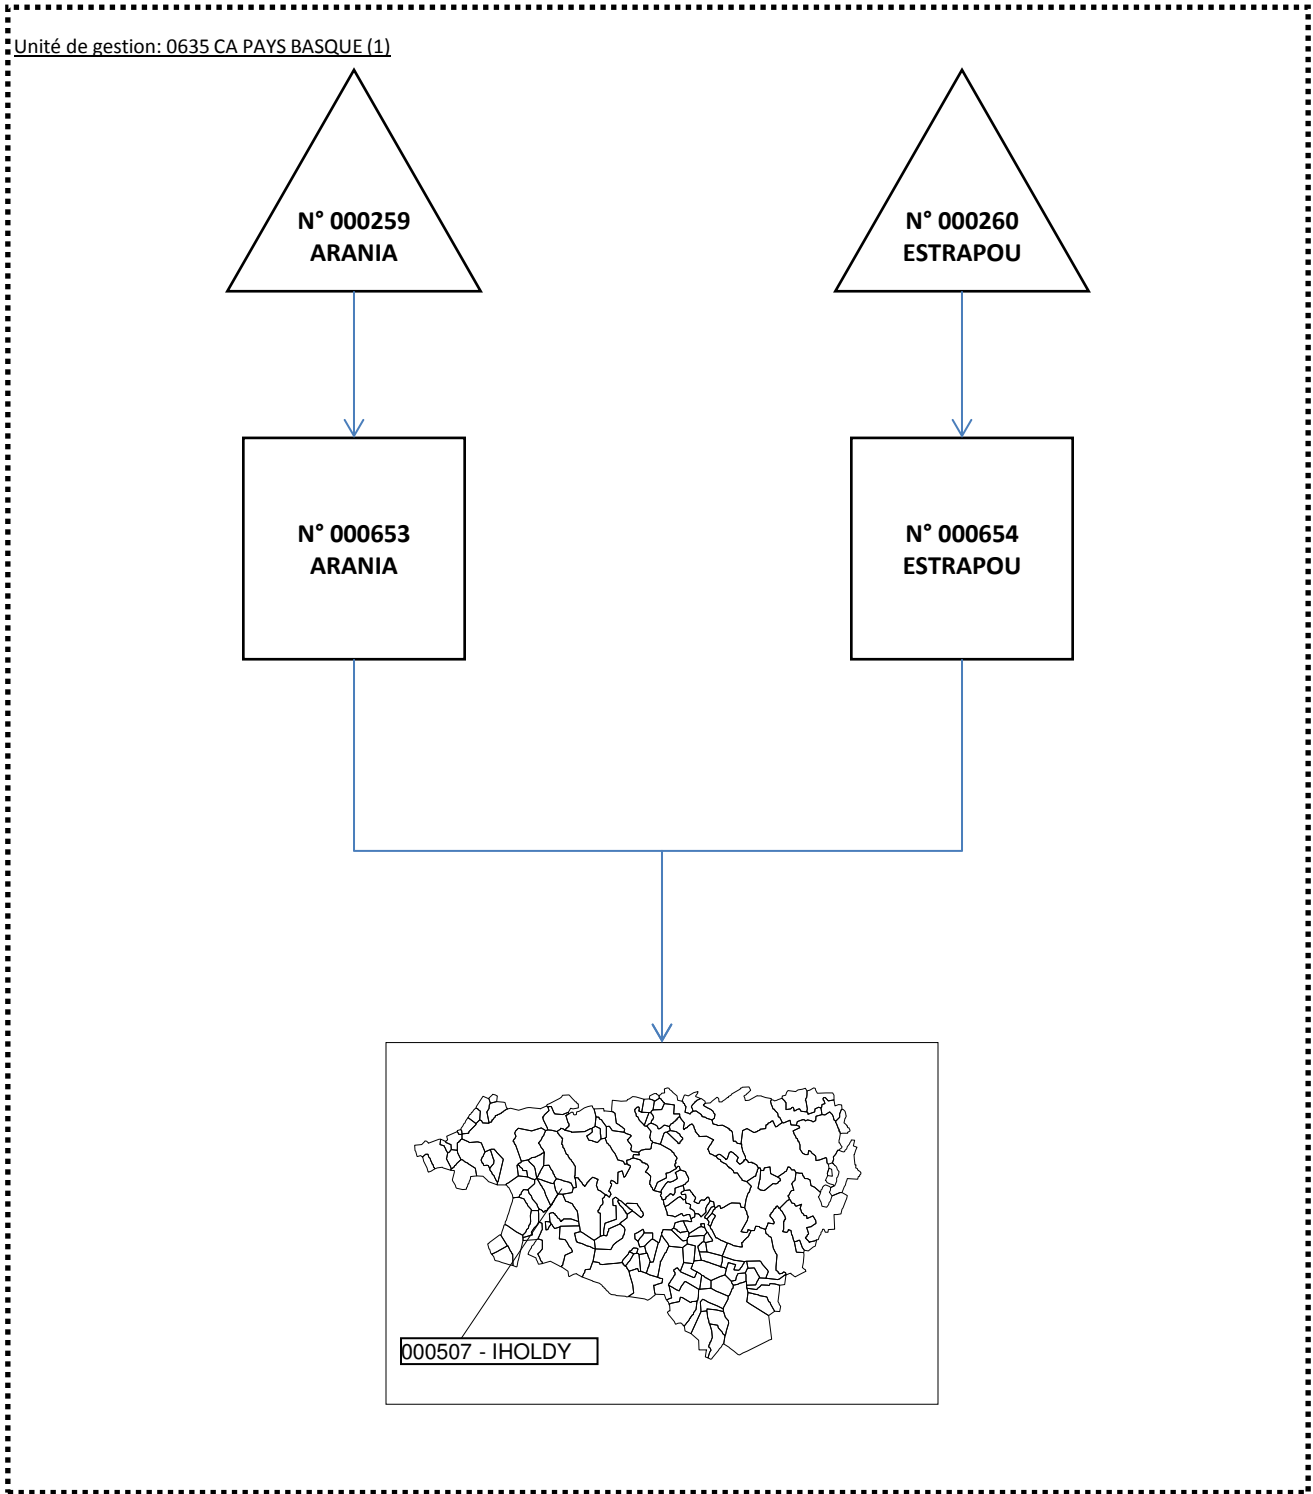 Unité de gestion: 0635 CA PAYS BASQUE (1)
N° 000259
ARANIA
N° 000260
ESTRAPOU
N° 000653
ARANIA
N° 000654
ESTRAPOU
000507 - IHOLDY